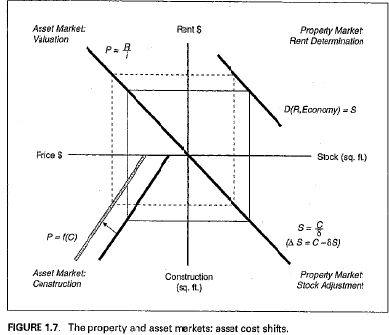 Asset Market:
Valuation
Rent $
Property Market:
Rent Determination
P = R/i
D(R,Economy) = S
Price $
Stock (sq. ft.)
P = f(C)
S = C/δ
(Δ S = C - δS)
Asset Market:
Construction
Construction
(sq. ft.)
Property Market:
Stock Adjustment
FIGURE 1.7. The property and asset markets: asset cost shifts.